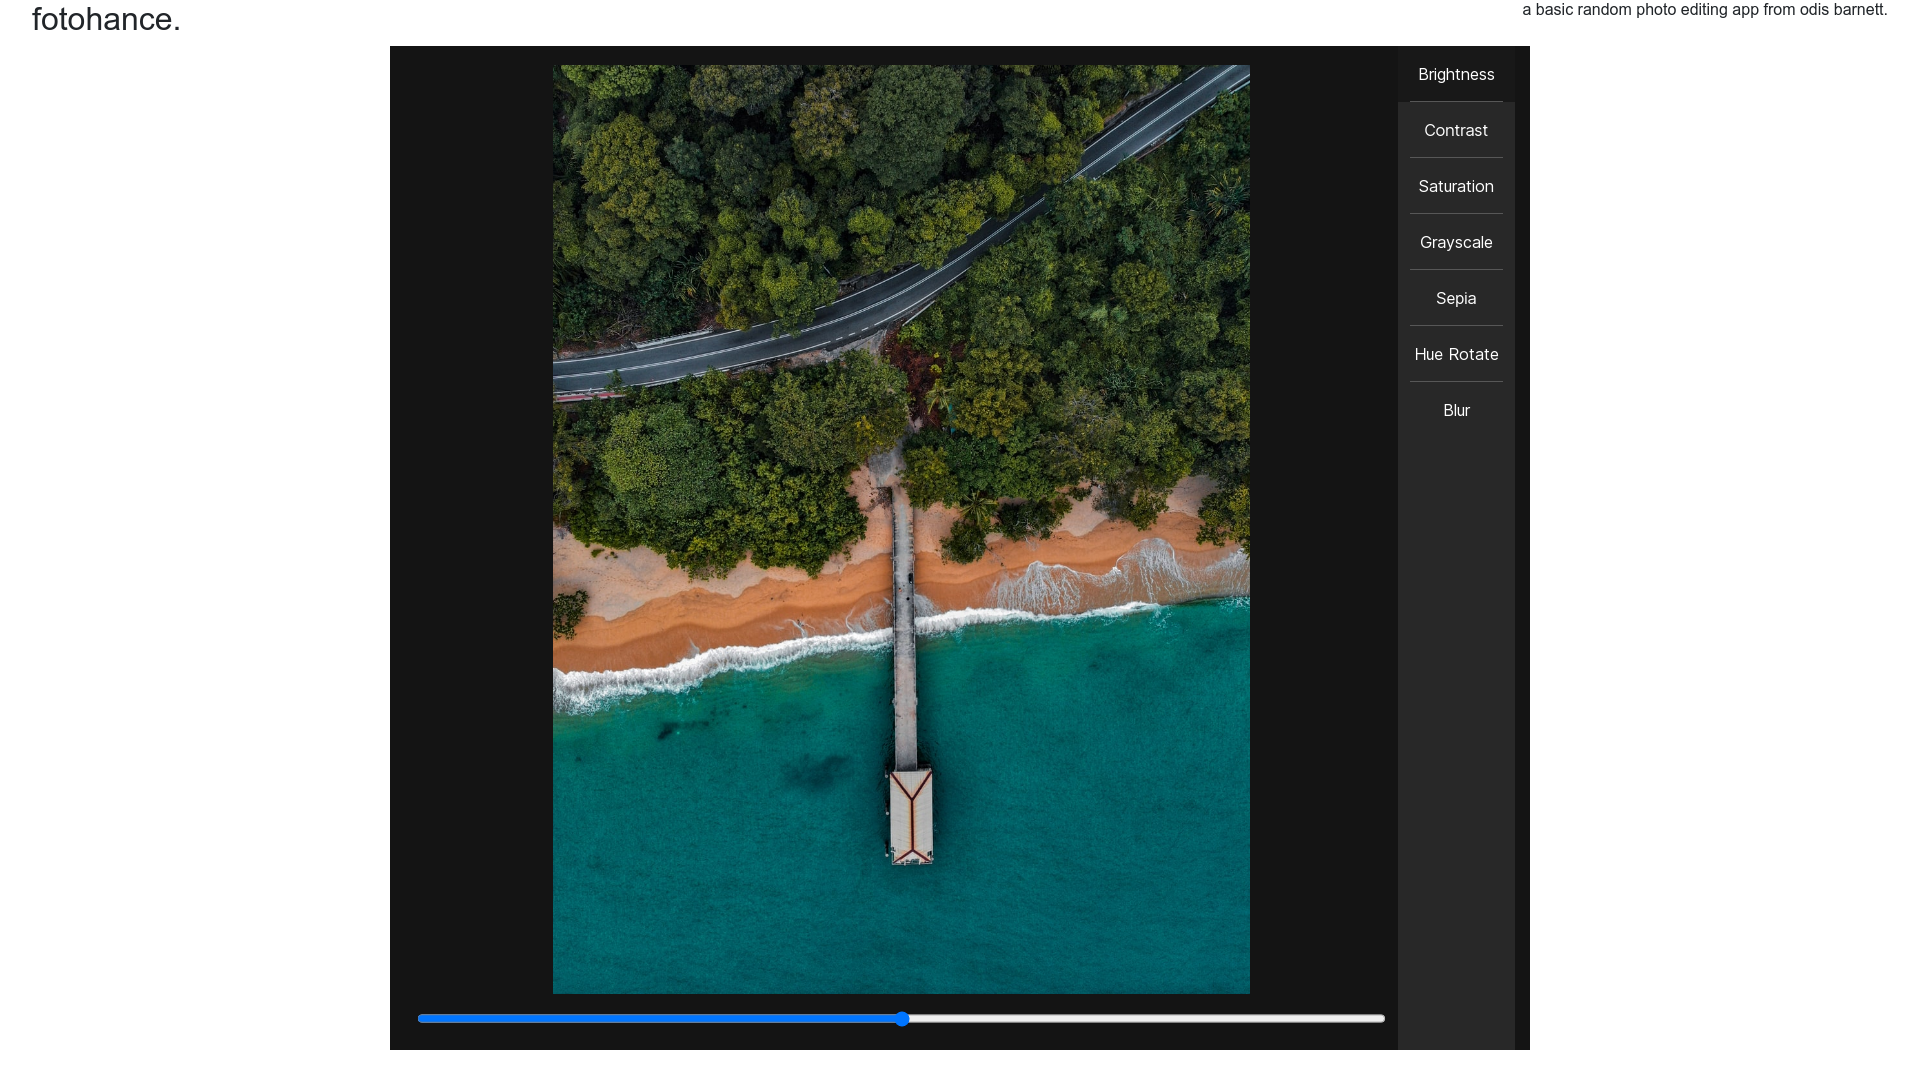 fotohance.
a basic random photo editing app from odis barnett.
Brightness
Contrast
Saturation
Grayscale
Sepia
Hue Rotate
Blur